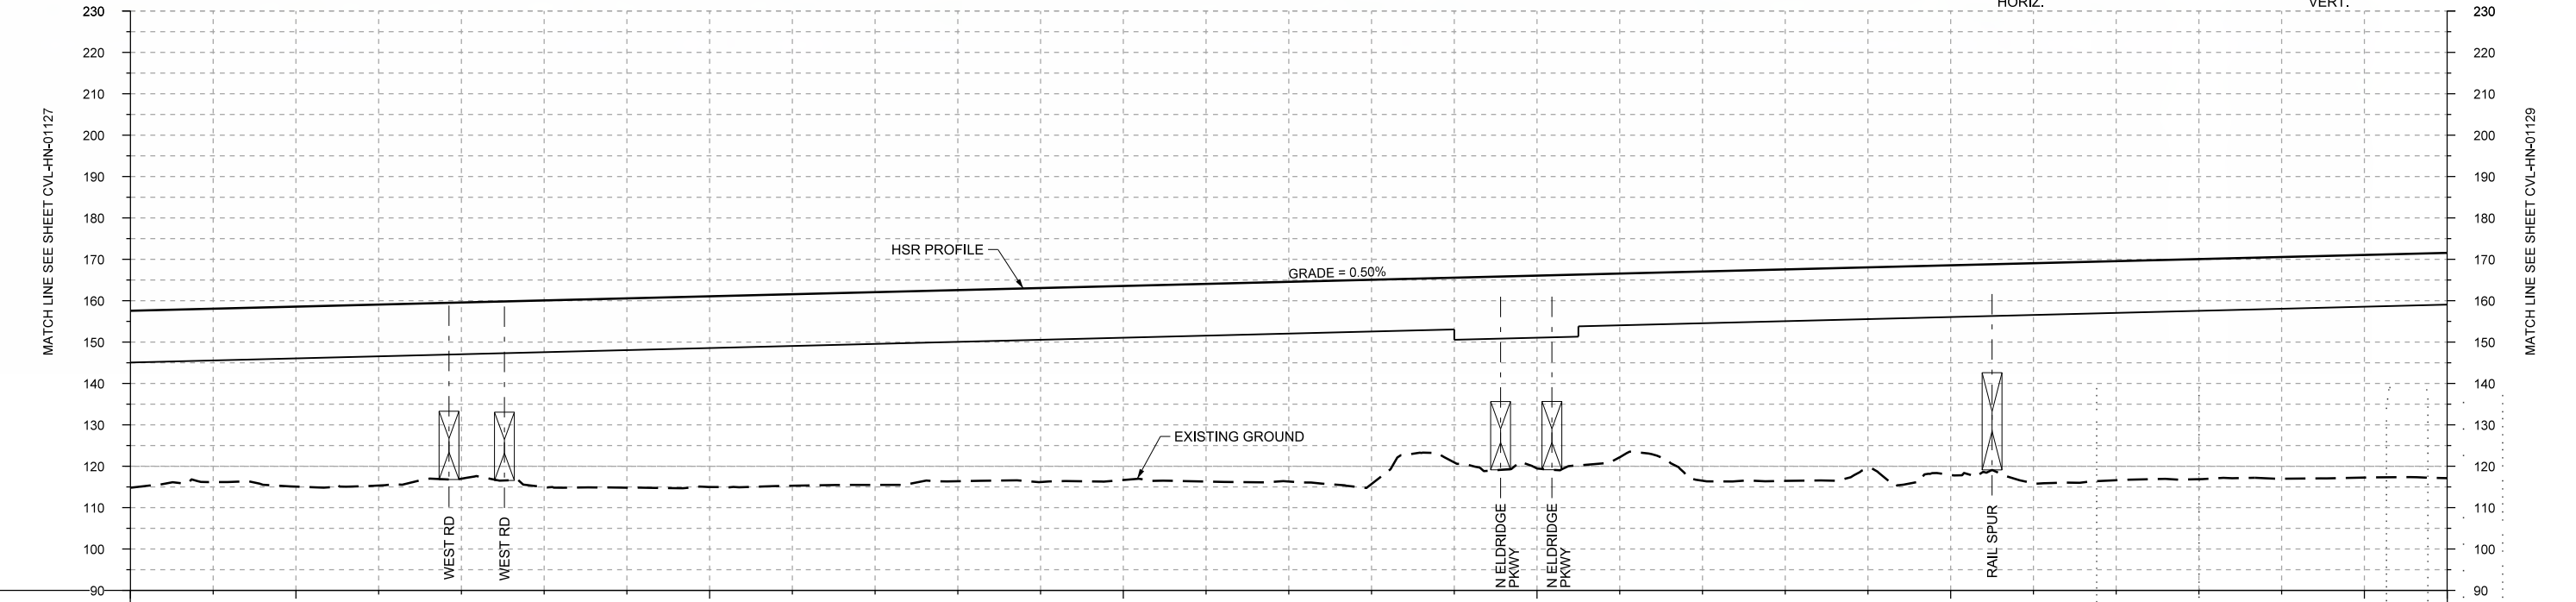 HORIZ.
VERT.
230
220
210
200
190
180
170
160
150
140
130
120
110
100
90
MATCH LINE SEE SHEET CVL-HN-01127
HSR PROFILE
GRADE = 0.50%
EXISTING GROUND
WEST RD
WEST RD
N ELDRIDGE
PKWY
N ELDRIDGE
PKWY
RAIL SPUR
230
220
210
200
190
180
170
160
150
140
130
120
110
100
90
MATCH LINE SEE SHEET CVL-HN-01129